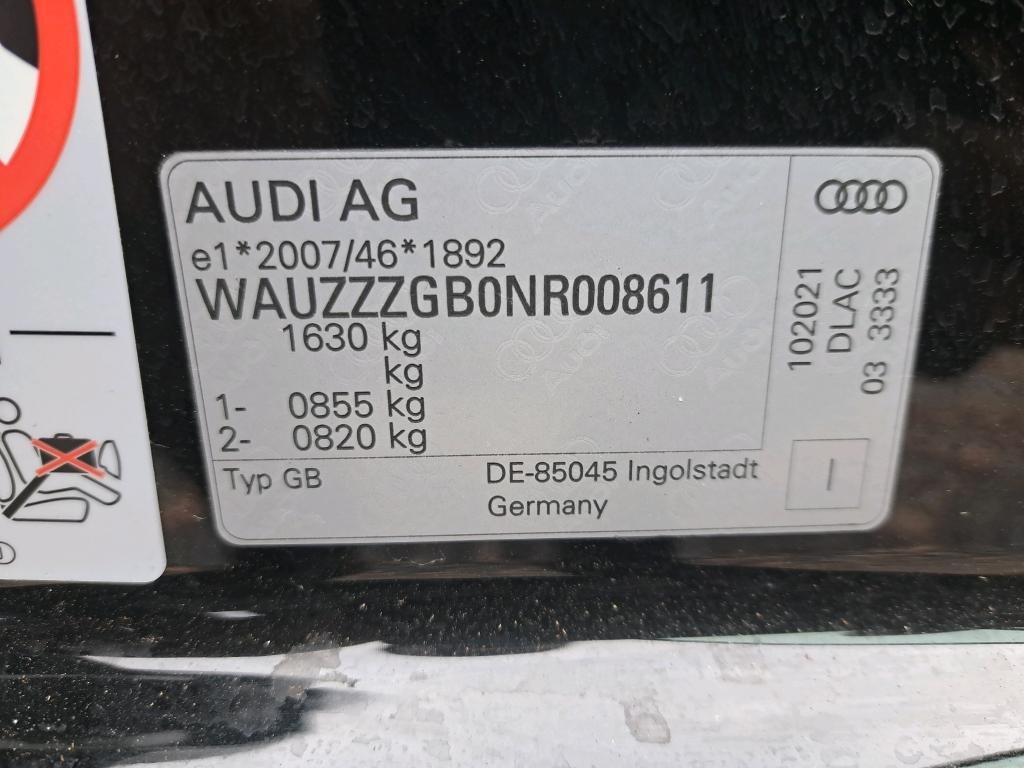 AUDI AG
e1*2007/46*1892
WAUZZZGB0NR008611
1630 kg
kg
1- 0855 kg
2- 0820 kg
Typ GB
DE-85045 Ingolstadt
Germany
102021
DLAC
03 3333
I